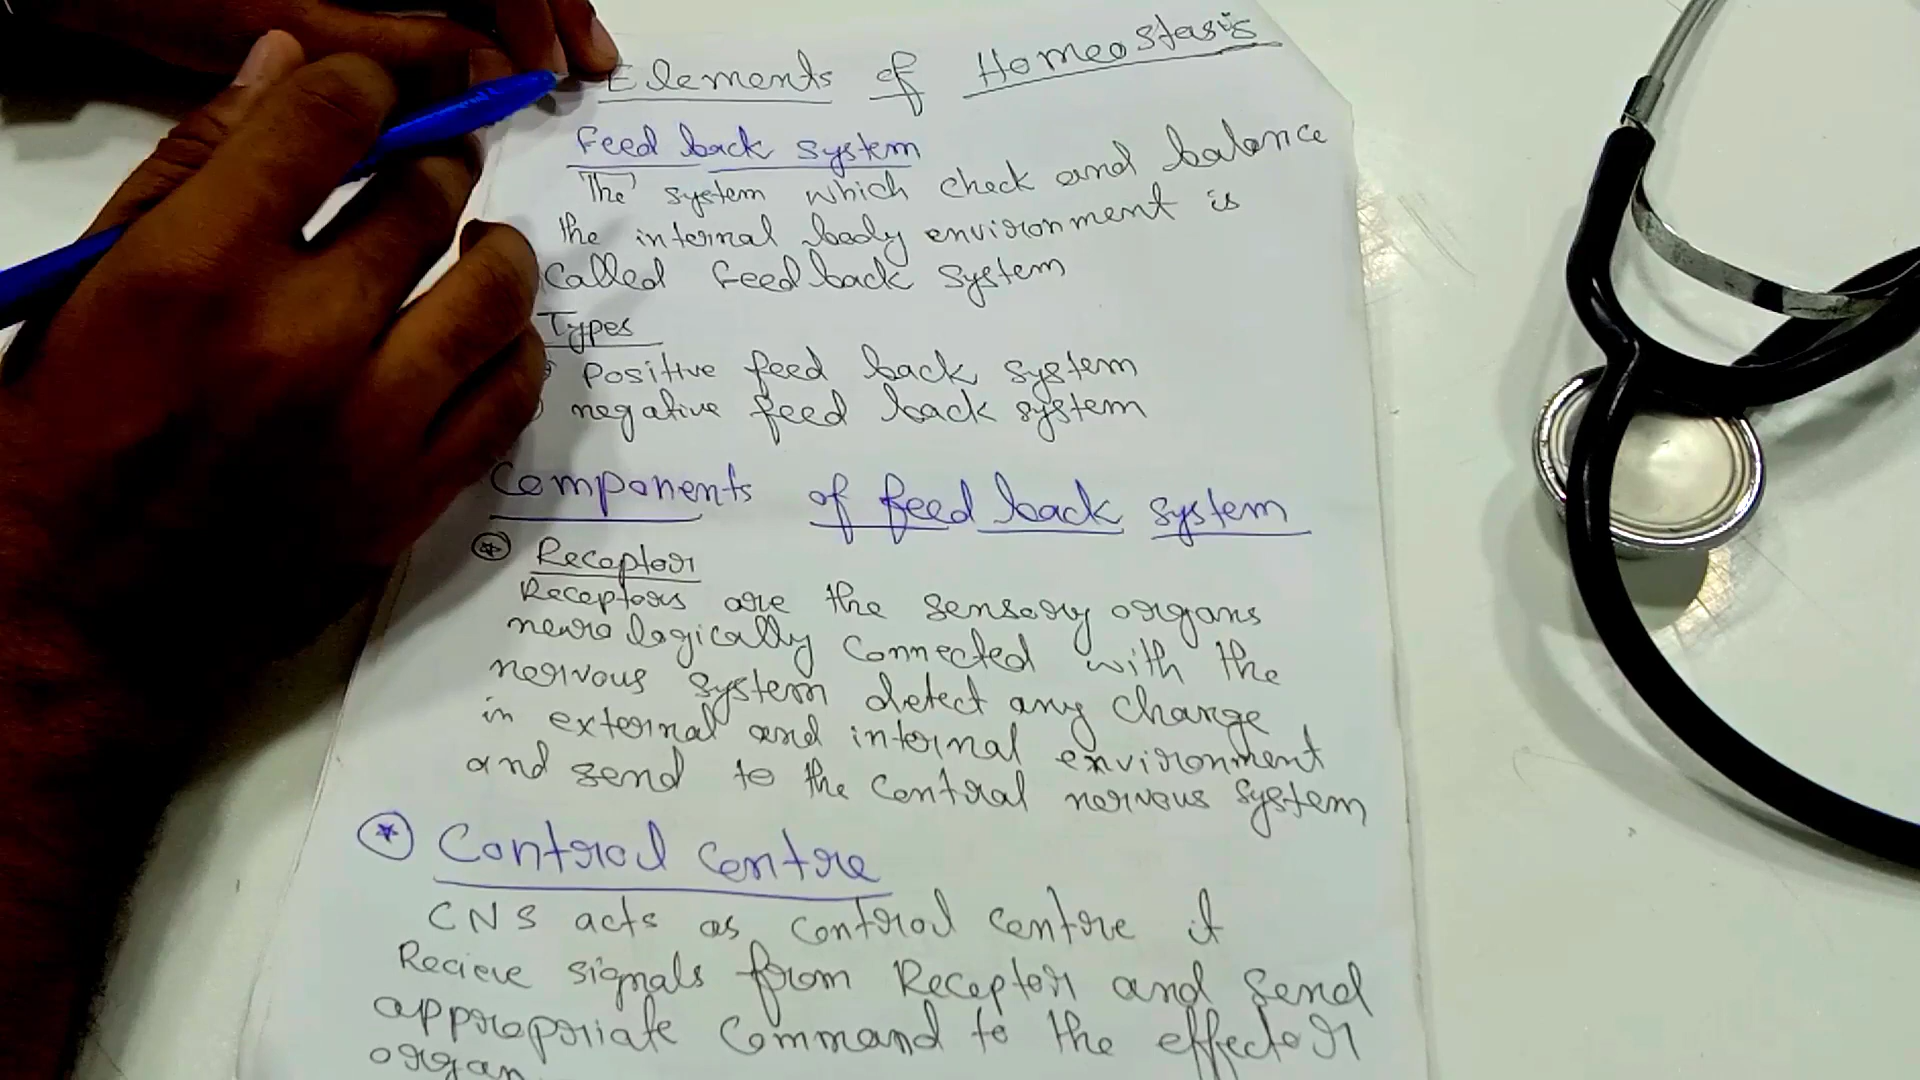 Elements of Homeostasis
Feed back system
The system which check and balance
the internal body environment is
called feed back system
Types
Positive feed back system
negative feed back system
Components of feed back system
Receptor
Receptors are the sensory organs
neurologically connected with the
nervous system detect any change
in external and internal environment
and send to the central nervous system
Control Centre
CNS acts as control centre it
Recieve signals from Receptor and send
appropriate command to the effector
organ